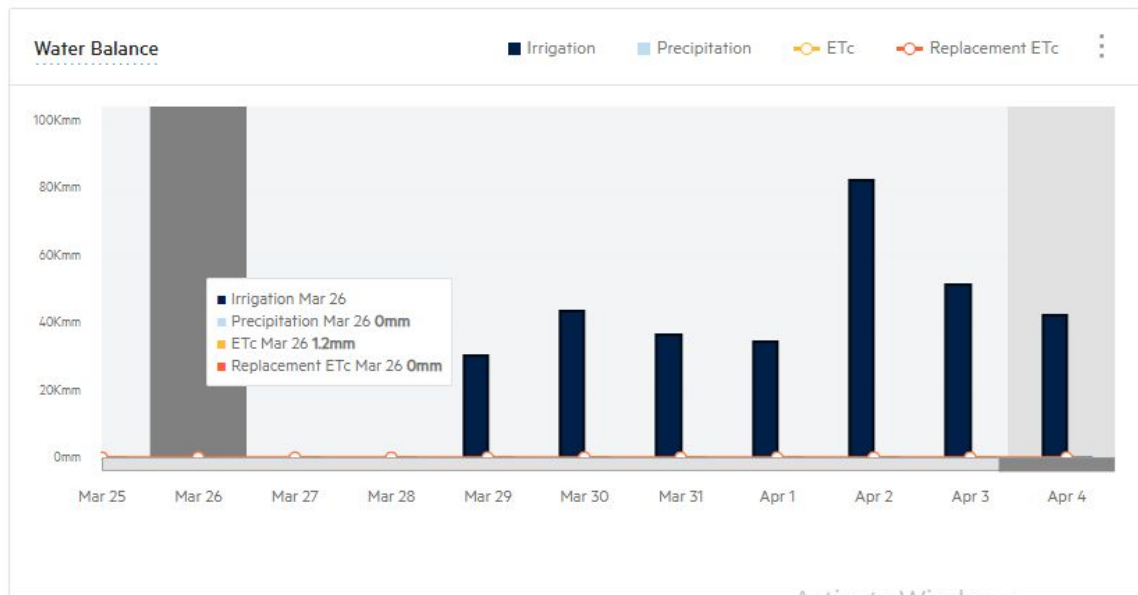 Water Balance
Irrigation
Precipitation
ETc
Replacement ETc
100Kmm
80Kmm
60Kmm
40Kmm
20Kmm
0mm
Irrigation Mar 26
Precipitation Mar 26 0mm
ETc Mar 26 1.2mm
Replacement ETc Mar 26 0mm
Mar 25
Mar 26
Mar 27
Mar 28
Mar 29
Mar 30
Mar 31
Apr 1
Apr 2
Apr 3
Apr 4